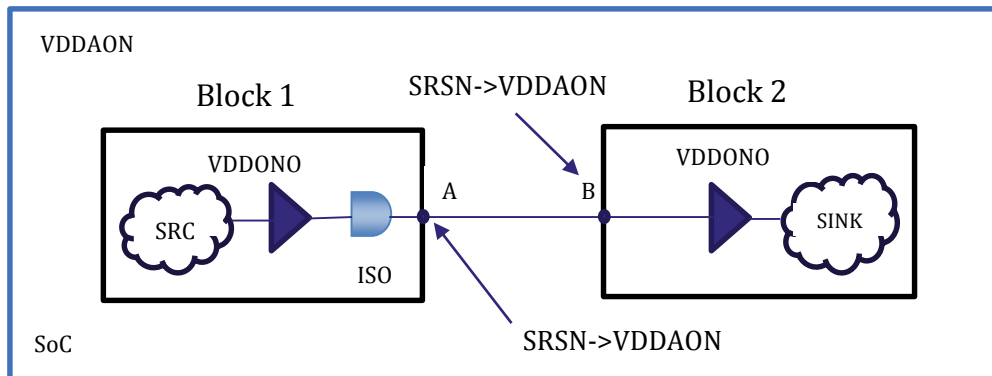 VDDAON
SRSN->VDDAON
Block 1
Block 2
VDDONO
VDDONO
A
B
SRC
SINK
ISO
SRSN->VDDAON
SoC